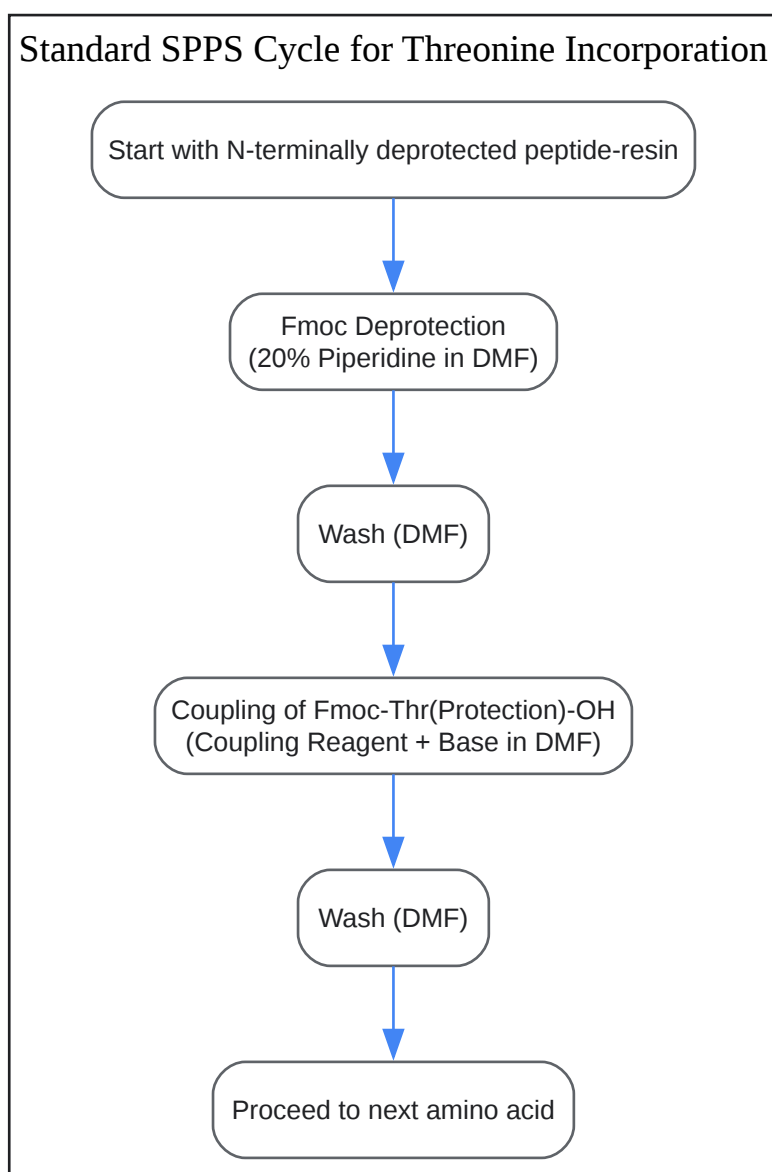 Standard SPPS Cycle for Threonine Incorporation
Start with N-terminally deprotected peptide-resin
Fmoc Deprotection
(20% Piperidine in DMF)
Wash (DMF)
Coupling of Fmoc-Thr(Protection)-OH
(Coupling Reagent + Base in DMF)
Wash (DMF)
Proceed to next amino acid